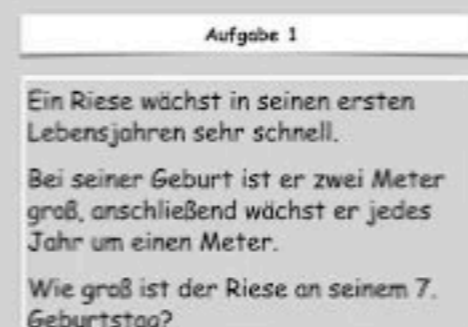 Aufgabe 1
Ein Riese wächst in seinen ersten
Lebensjahren sehr schnell.
Bei seiner Geburt ist er zwei Meter
groß, anschließend wächst er jedes
Jahr um einen Meter.
Wie groß ist der Riese an seinem 7.
Geburtstag?